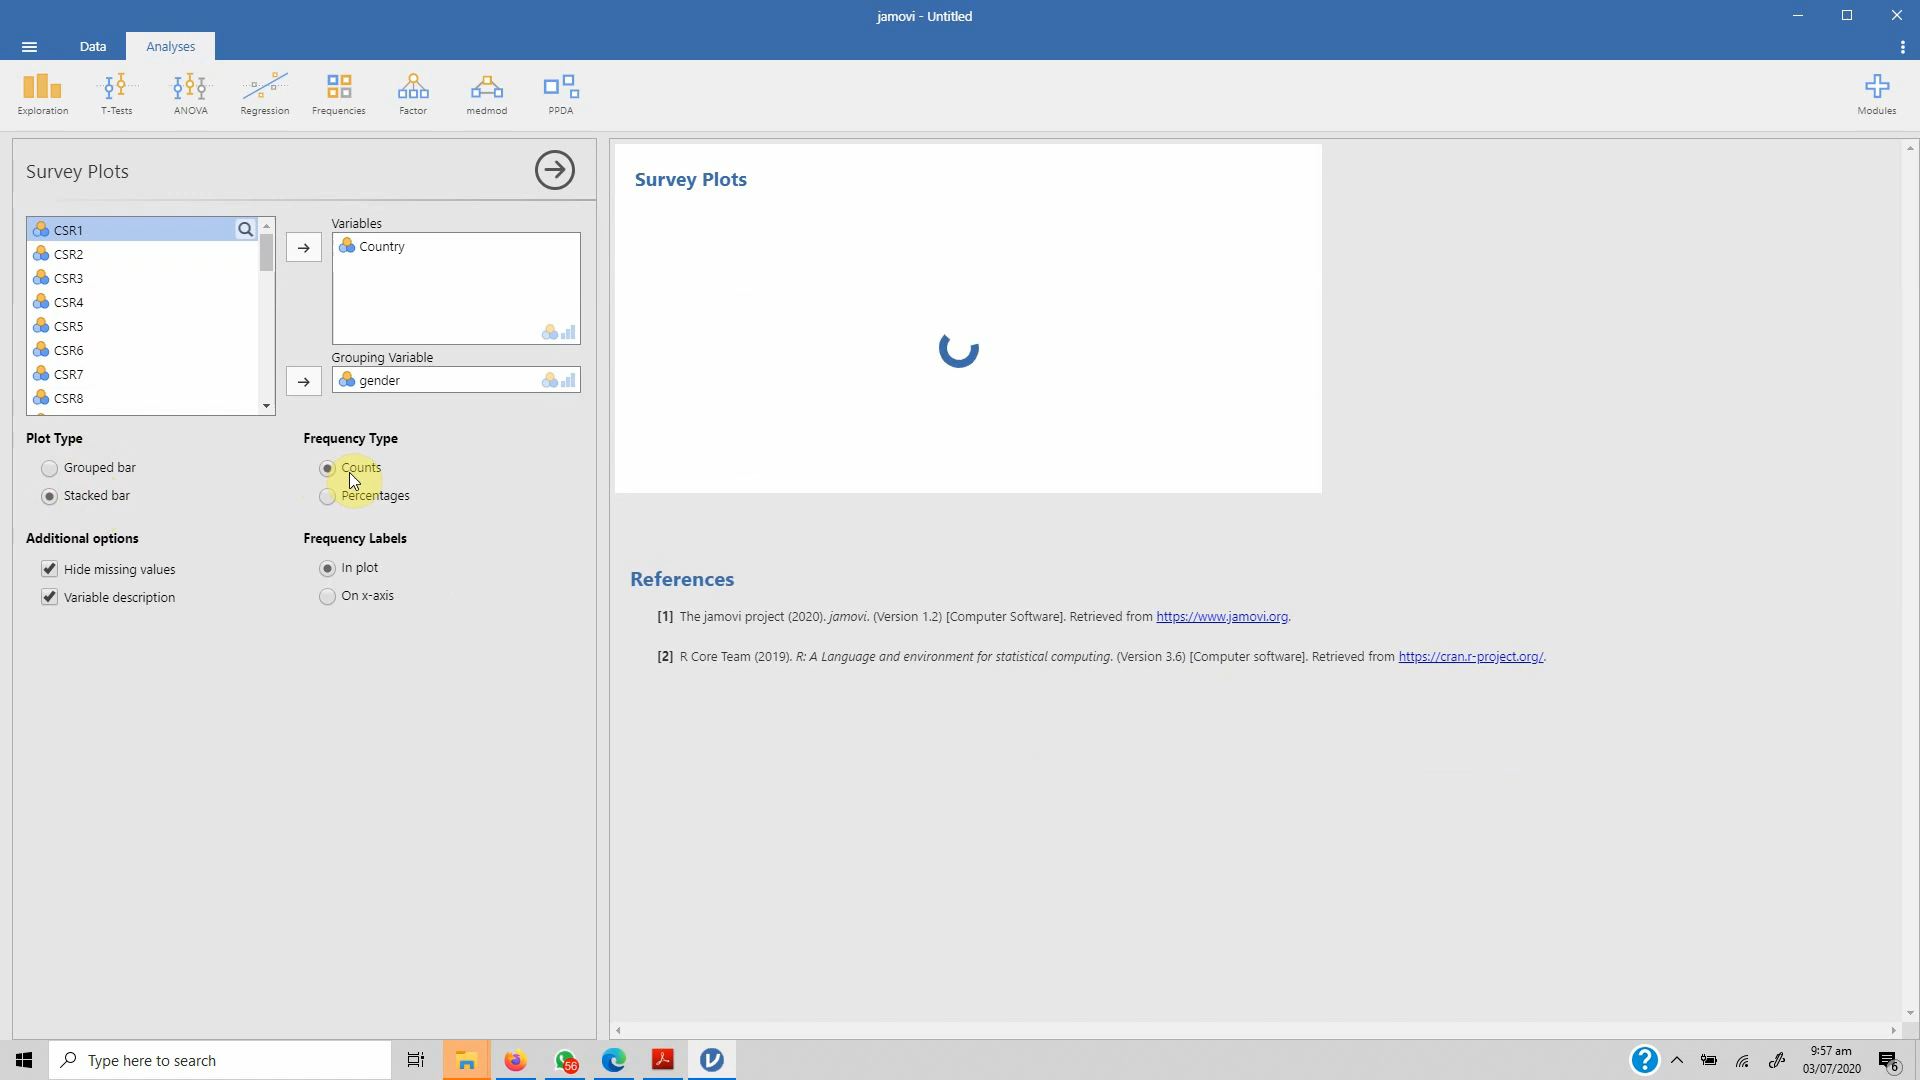 jamovi - Untitled
Data
Analyses
Exploration
T-Tests
ANOVA
Regression
Frequencies
Factor
medmod
PPDA
Modules
Survey Plots
CSR1
CSR2
CSR3
CSR4
CSR5
CSR6
CSR7
CSR8
Variables
Country
Grouping Variable
gender
Plot Type
Grouped bar
Stacked bar
Frequency Type
Counts
Percentages
Additional options
Hide missing values
Variable description
Frequency Labels
In plot
On x-axis
Survey Plots
References
[1] The jamovi project (2020). jamovi. (Version 1.2) [Computer Software]. Retrieved from https://www.jamovi.org.
[2] R Core Team (2019). R: A Language and environment for statistical computing. (Version 3.6) [Computer software]. Retrieved from https://cran.r-project.org/.
Type here to search
56
9:57 am
03/07/2020
6